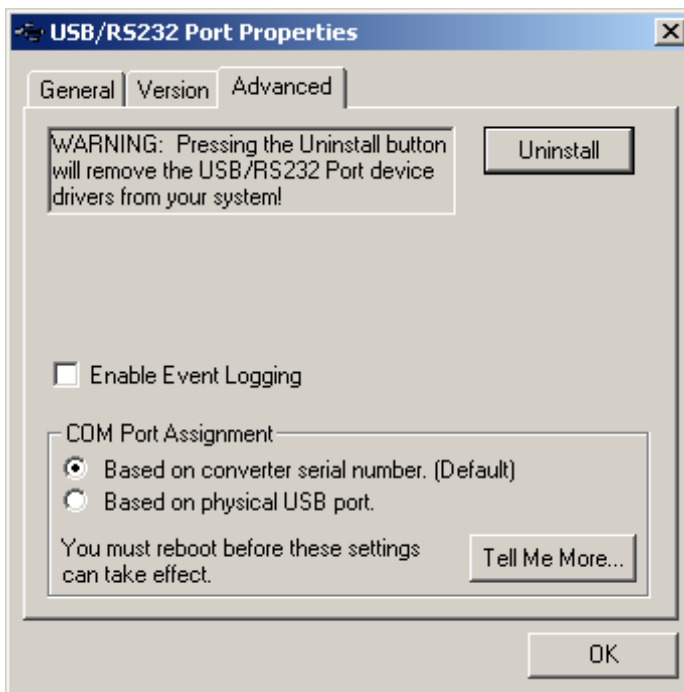 USB/RS232 Port Properties
General
Version
Advanced
WARNING:  Pressing the Uninstall button
will remove the USB/RS232 Port device
drivers from your system!
Uninstall
Enable Event Logging
COM Port Assignment
Based on converter serial number. (Default)
Based on physical USB port.
You must reboot before these settings
can take effect.
Tell Me More...
OK